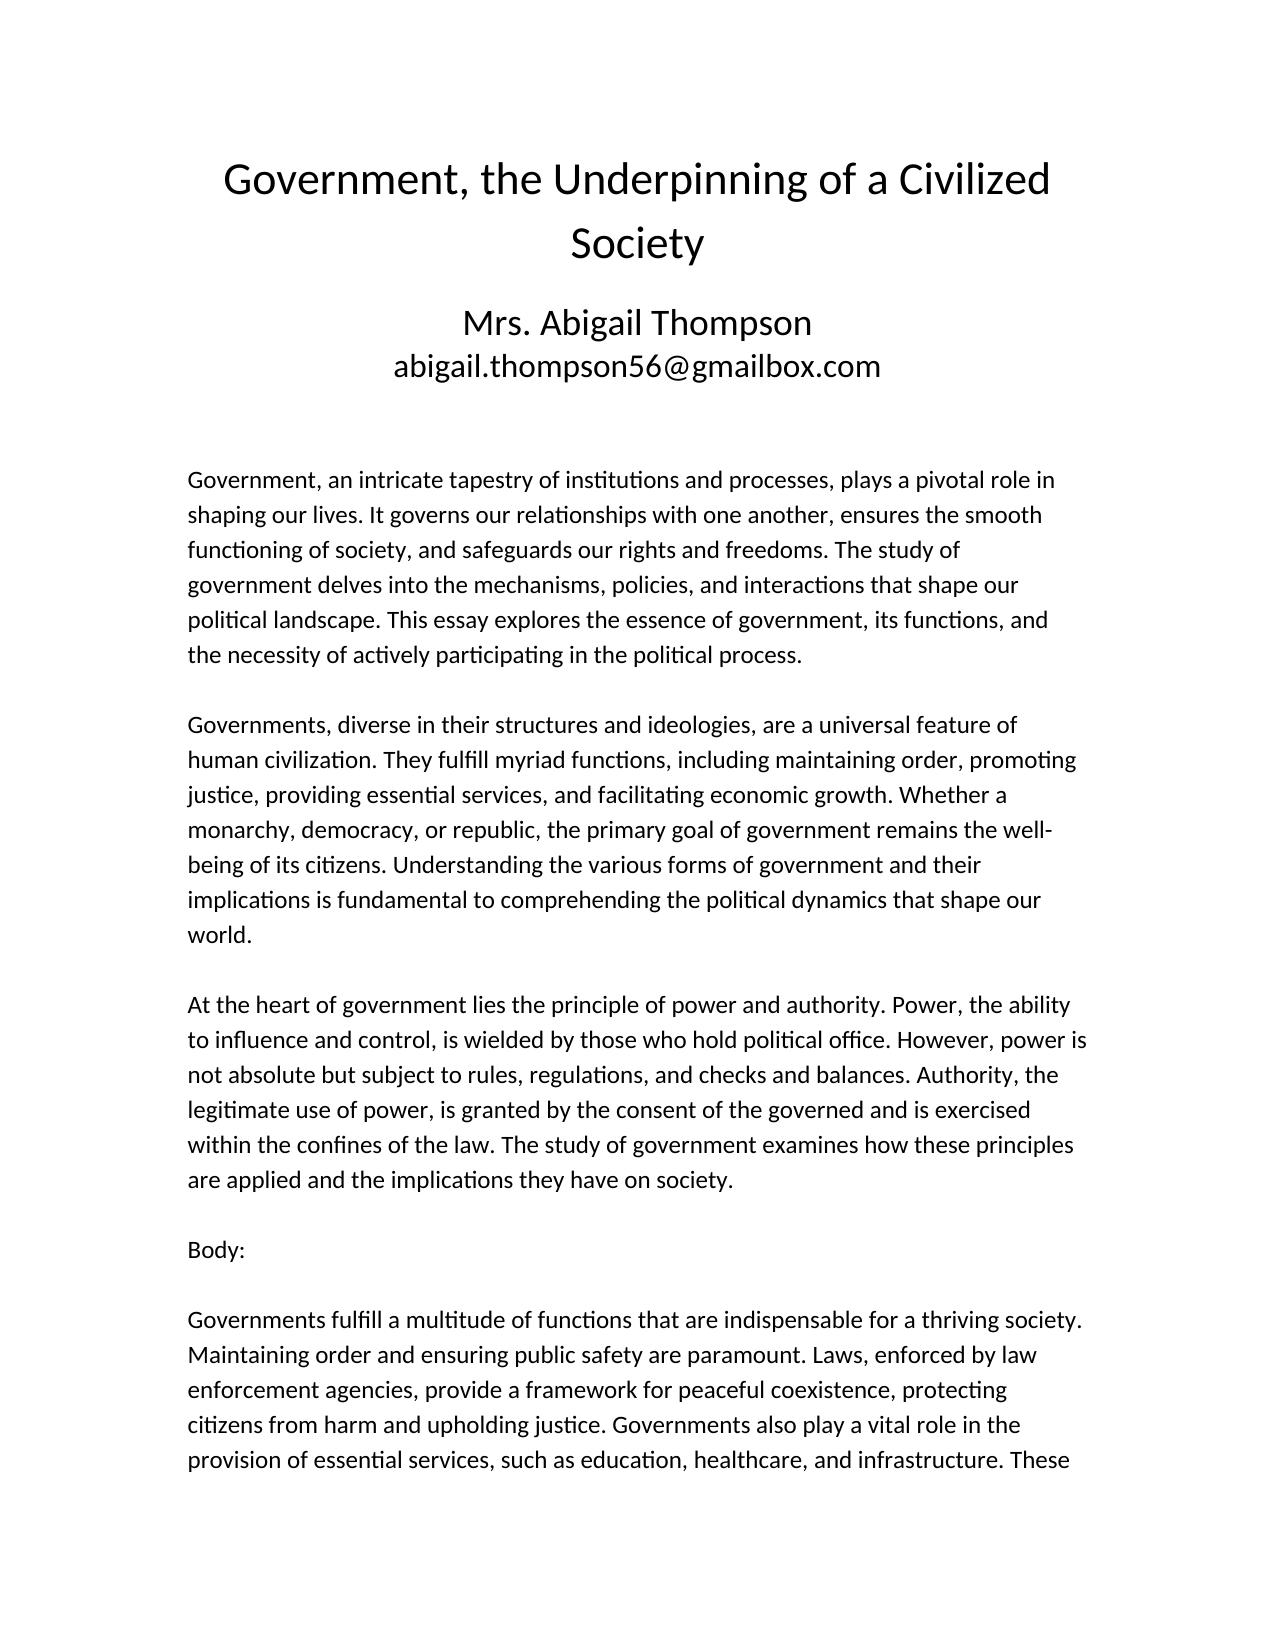 Government, the Underpinning of a Civilized
Society
Mrs. Abigail Thompson
abigail.thompson56@gmailbox.com
Government, an intricate tapestry of institutions and processes, plays a pivotal role in
shaping our lives. It governs our relationships with one another, ensures the smooth
functioning of society, and safeguards our rights and freedoms. The study of
government delves into the mechanisms, policies, and interactions that shape our
political landscape. This essay explores the essence of government, its functions, and
the necessity of actively participating in the political process.
Governments, diverse in their structures and ideologies, are a universal feature of
human civilization. They fulfill myriad functions, including maintaining order, promoting
justice, providing essential services, and facilitating economic growth. Whether a
monarchy, democracy, or republic, the primary goal of government remains the well-
being of its citizens. Understanding the various forms of government and their
implications is fundamental to comprehending the political dynamics that shape our
world.
At the heart of government lies the principle of power and authority. Power, the ability
to influence and control, is wielded by those who hold political office. However, power is
not absolute but subject to rules, regulations, and checks and balances. Authority, the
legitimate use of power, is granted by the consent of the governed and is exercised
within the confines of the law. The study of government examines how these principles
are applied and the implications they have on society.
Body:
Governments fulfill a multitude of functions that are indispensable for a thriving society.
Maintaining order and ensuring public safety are paramount. Laws, enforced by law
enforcement agencies, provide a framework for peaceful coexistence, protecting
citizens from harm and upholding justice. Governments also play a vital role in the
provision of essential services, such as education, healthcare, and infrastructure. These